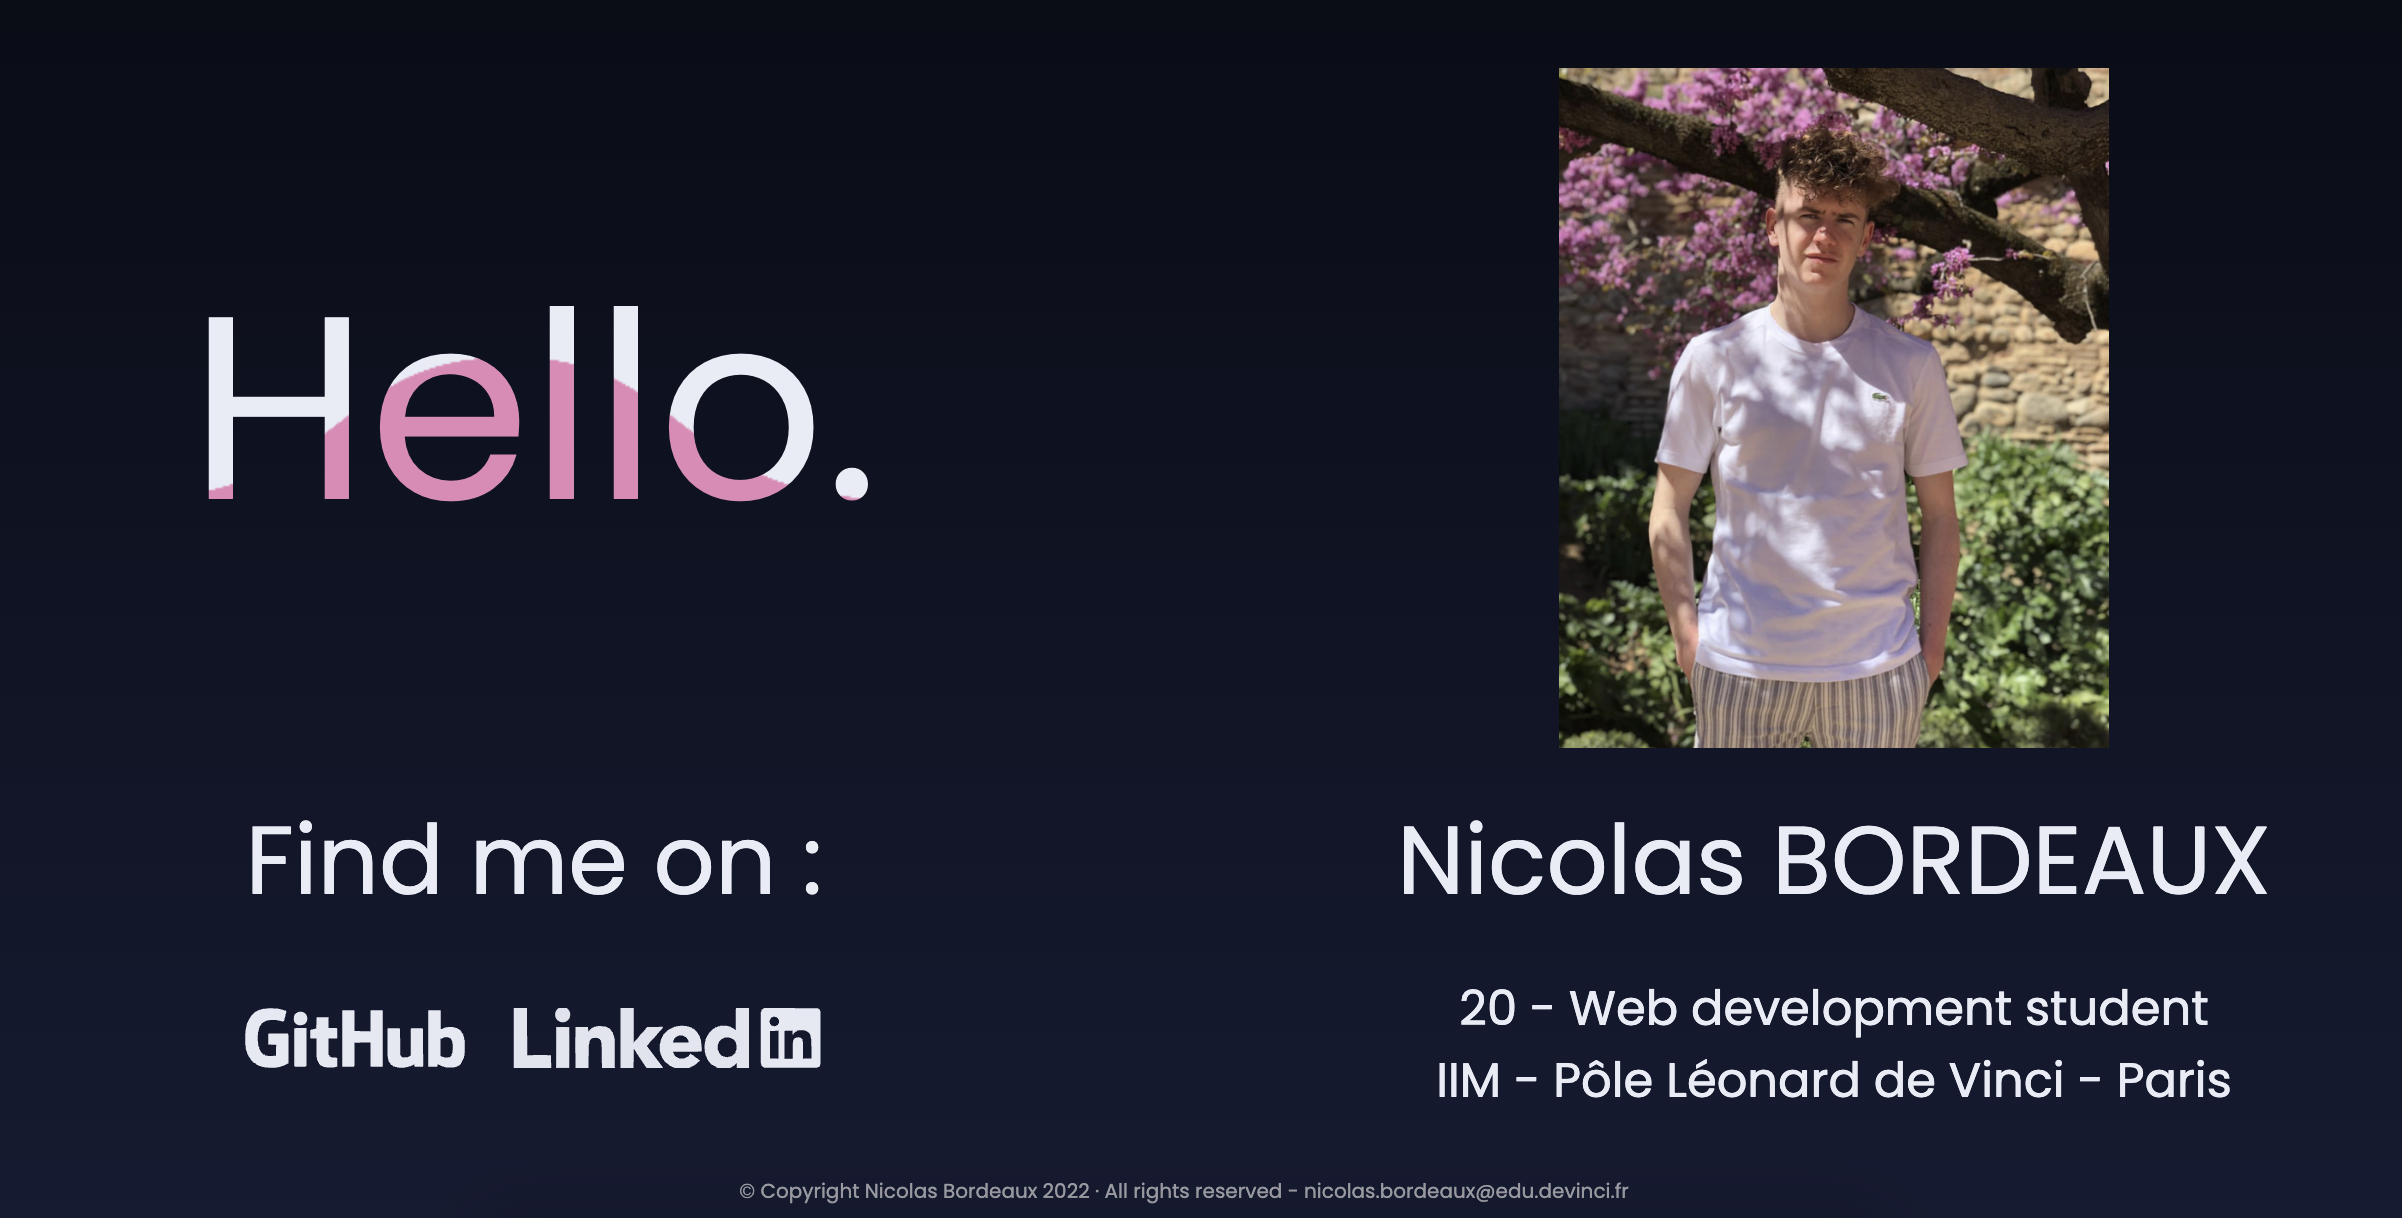 Hello.
Find me on :
GitHub LinkedIn
Nicolas BORDEAUX
20 - Web development student
IIM - Pôle Léonard de Vinci - Paris
© Copyright Nicolas Bordeaux 2022 · All rights reserved - nicolas.bordeaux@edu.devinci.fr